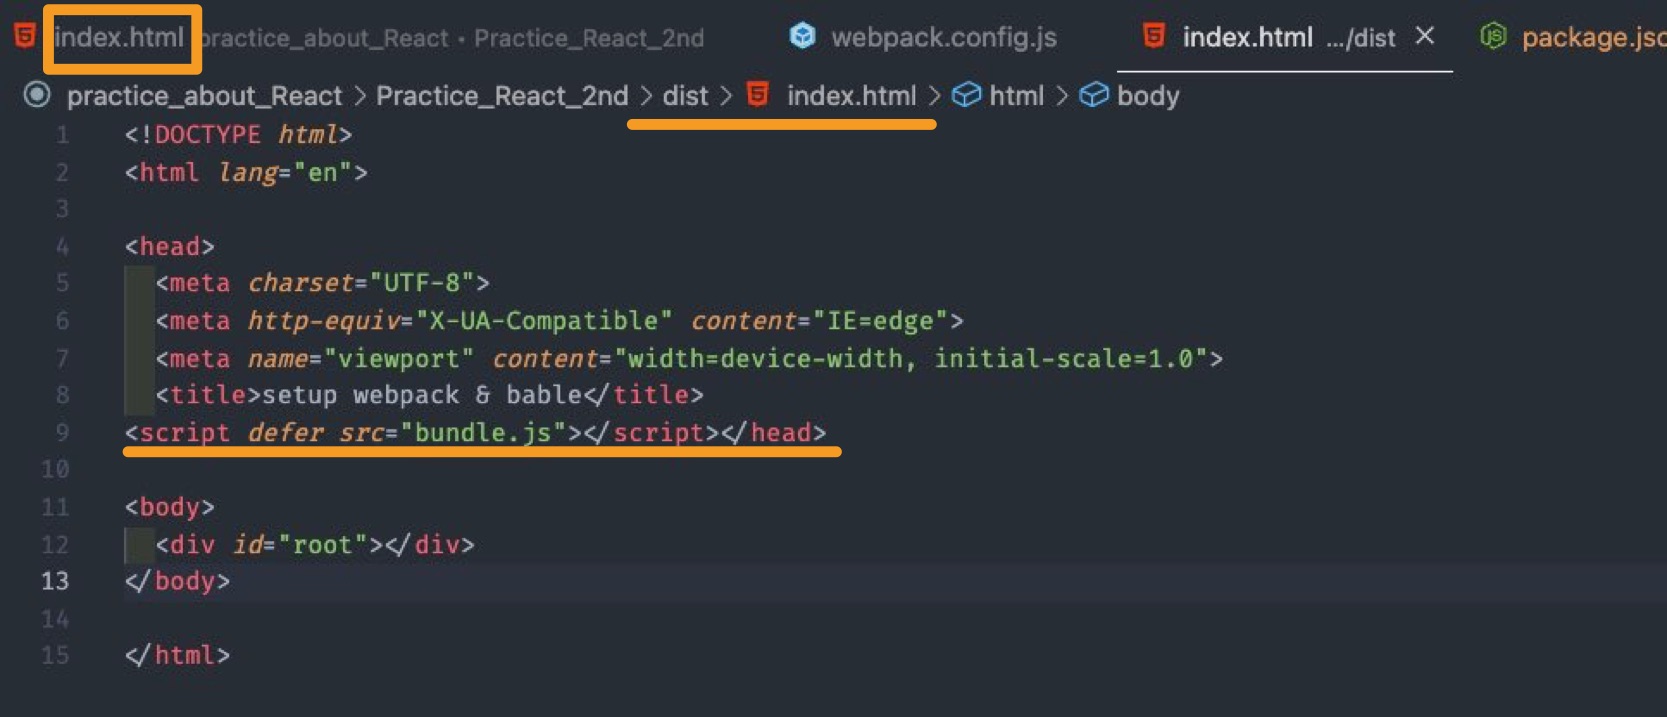 index.html practice_about_React • Practice_React_2nd webpack.config.js index.html .../dist × package.jsc
practice_about_React > Practice_React_2nd > dist > index.html > html > body
1 <!DOCTYPE html>
2 <html lang="en">
3
4 <head>
5 <meta charset="UTF-8">
6 <meta http-equiv="X-UA-Compatible" content="IE=edge">
7 <meta name="viewport" content="width=device-width, initial-scale=1.0">
8 <title>setup webpack & bable</title>
9 <script defer src="bundle.js"></script></head>
10
11 <body>
12 <div id="root"></div>
13 </body>
14
15 </html>